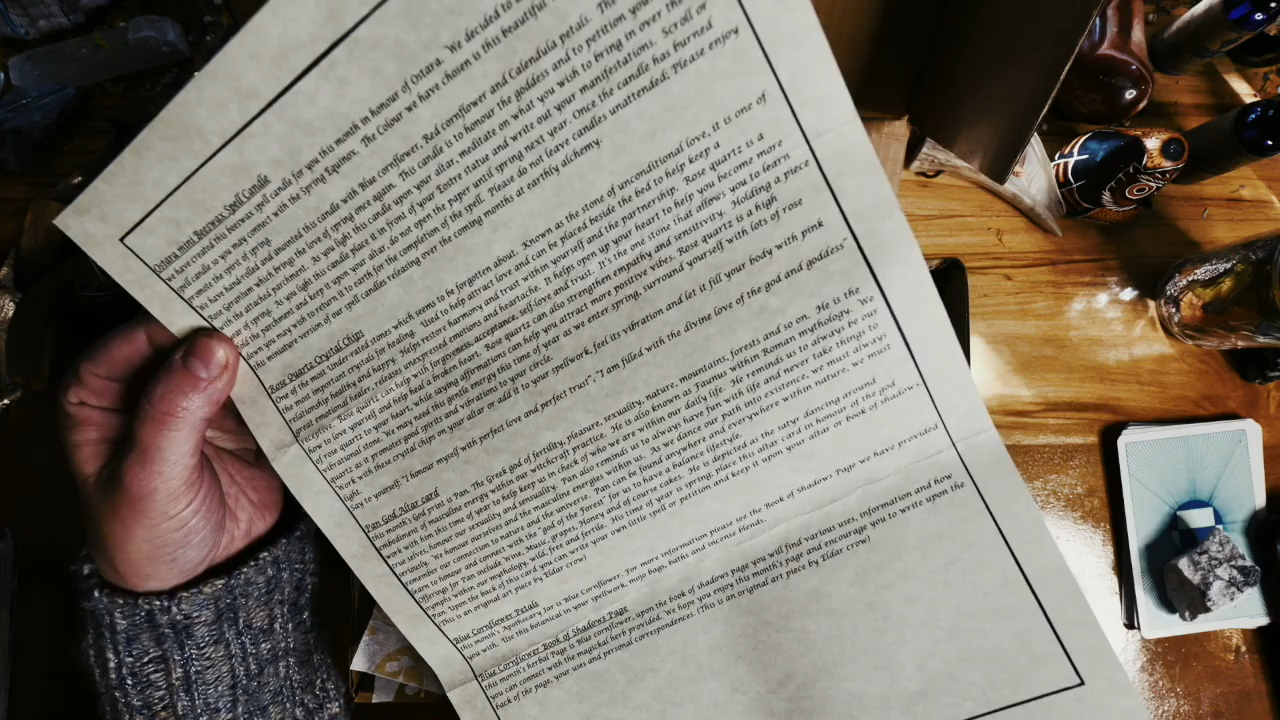 Ostara mini Beeswax Spell Candle
We have created this beeswax spell candle for you this month in honour of Ostara. We decided to
spell candle so you may connect with the Spring Equinox. The Colour we have chosen is this beautiful
promote the spirit of spring.
We have handrolled and anointed this candle with Blue cornflower, Red cornflower and Calendula petals. The
Rose Geranium which brings the love of spring once again. This candle is to honour the goddess and to petition your
with the attached parchment. As you light this candle upon your altar, meditate on what you wish to bring in over the
of spring. As you light this candle place it in front of your Eostre statue and write out your manifestations. Scroll or
the parchment and keep it upon your altar, do not open the paper until spring next year. Once the candle has burned
down you may wish to return it to earth for the completion of the spell. Please do not leave candles unattended; Please enjoy
this miniature version of our spell candles releasing over the coming months at earthly alchemy.
Rose Quartz Crystal Chips
One of the most under-rated stones which seems to be forgotten about. Known as the stone of unconditional love, it is one of
the most important crystals for healing. Used to help attract love and can be placed beside the bed to help keep a
relationship healthy and happy. Helps restore harmony and trust within yourself and the partnership. Rose quartz is a
great emotional healer, releases unexpressed emotions and heartache. It helps open up your heart to help you become more
receptive. Rose quartz can help with forgiveness, acceptance, self-love and trust. It's the one stone that allows you to learn
how to love yourself and help heal a broken heart. Rose quartz can also strengthen empathy and sensitivity. Holding a piece
of rose quartz to your heart, while saying affirmations can help you attract more positive vibes. Rose quartz is a high
vibrational stone. We may need this gentle energy this time of year as we enter spring, surround yourself with lots of rose
quartz as it promotes good spirits and vibrations to your circle.
Work with these crystal chips on your altar or add it to your spellwork, feel its vibration and let it fill your body with pink
light.
Say to yourself: "I honour myself with perfect love and perfect trust", "I am filled with the divine love of the god and goddess"
Pan God Altar card
this month's God print is Pan. The Greek god of fertility, pleasure, sexuality, nature, mountains, forests and so on. He is the
embodiment of masculine energy within our witchcraft practice. He is also known as Faunus within Roman mythology. We
work with him this time of year to help keep us in check of who we are within our daily life. He reminds us to always be our
true selves, honour our sexuality and sensuality. Pan also reminds us to always have fun with life and never take things to
seriously. We honour ourselves and the masculine energies within us. As we dance our path into existence, we must always
remember our connection to nature and the universe. Pan can be found anywhere and everywhere within nature, we must
learn to honour and connect with the "god of the Forest" for us to have a balance lifestyle.
Offerings for Pan include Wine, Music, grapes, Honey and of course cakes. He is depicted as the satyr dancing around
nymphs within our mythology, wild, free and fertile. His time of year is spring, place this altar card in honour of the god
Pan. Upon the back of this card you can write your own little spell or petition and keep it upon your altar or book of shadows.
(This is an original art piece by Eldar crow)
Blue Cornflower Petals
this month's Apothecary Jar is Blue Cornflower. For more information please see the Book of Shadows Page we have provided
you with. Use this botanical in your spellwork, mojo bags, baths and incense blends.
Blue Cornflower Book of Shadows Page
this month's herbal Page is Blue cornflower, upon the book of shadows page you will find various uses, information and how
you can connect with the magickal herb provided. We hope you enjoy this month's page and encourage you to write upon the
back of the page, your uses and personal correspondences. (This is an original art piece by Eldar crow)